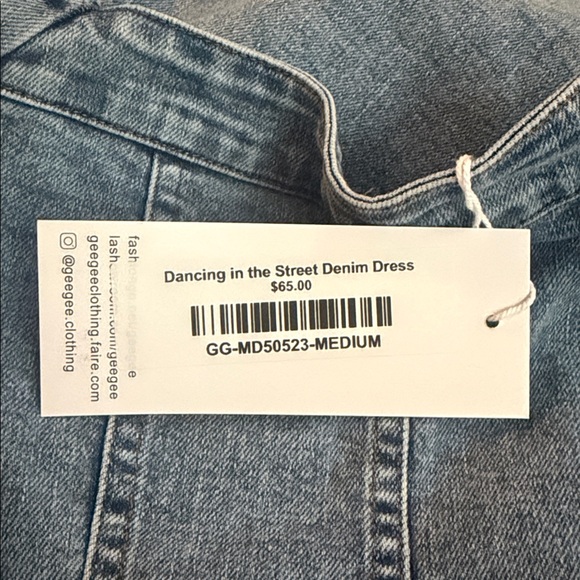 Dancing in the Street Denim Dress
$65.00
GG-MD50523-MEDIUM
geegeeclothing.faire.com
@geegee.clothing